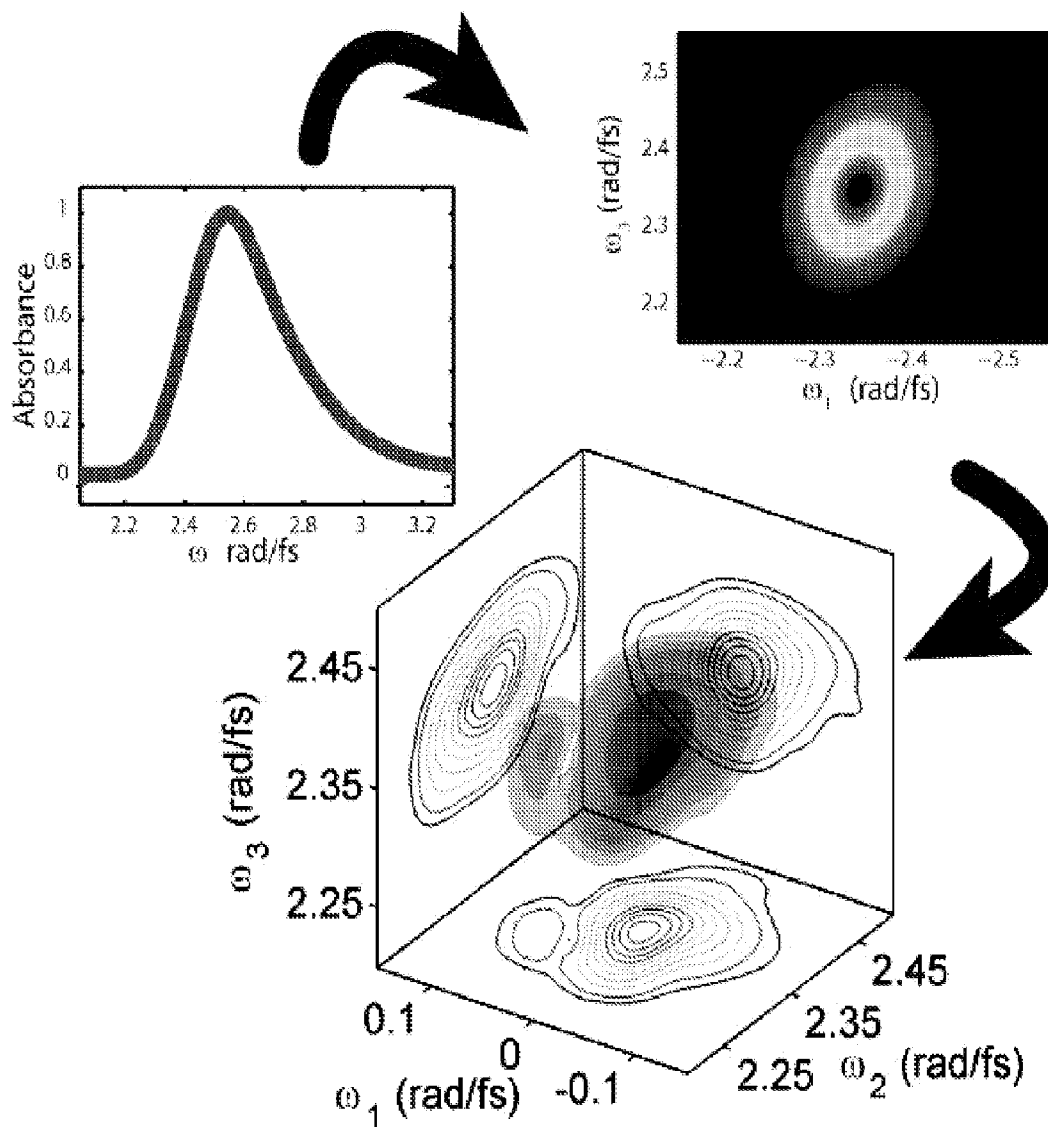 1
0.8
0.6
0.4
0.2
0
Absorbance
2.2 2.4 2.6 2.8 3 3.2
ω rad/fs
2.5
2.4
2.3
2.2
ω₃ (rad/fs)
−2.2 −2.3 −2.4 −2.5
ω₁ (rad/fs)
2.45
2.35
2.25
ω₃ (rad/fs)
0.1 0 -0.1
ω₁ (rad/fs)
2.25 2.35 2.45
ω₂ (rad/fs)